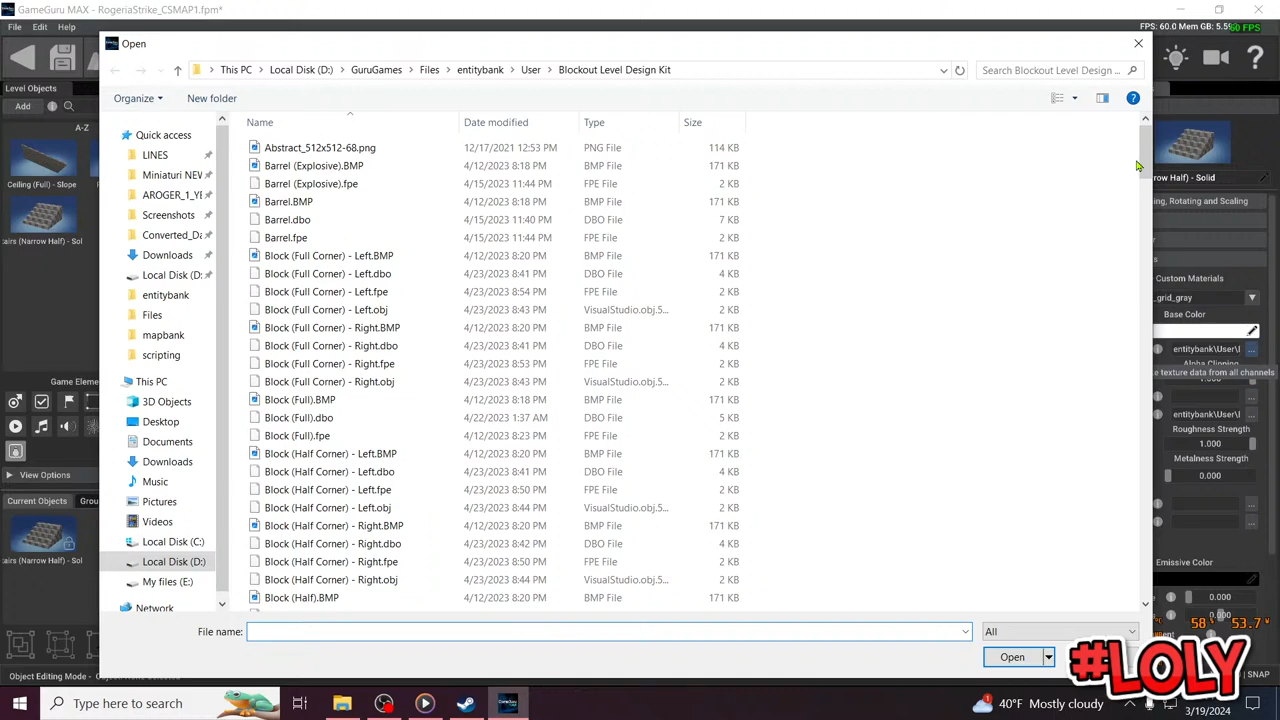 GameGuru MAX - RogeriaStrike_CSMAP1.fpm*
File Edit Help
FPS: 60.0 Mem GB: 5.5
60 FPS
Open
This PC > Local Disk (D:) > GuruGames > Files > entitybank > User > Blockout Level Design Kit
Search Blockout Level Design ...
Organize
New folder
Level Objects
Add
A-Z
Ceiling (Full) - Slope
airs (Narrow Half) - Sol
Game Eleme
View Options
Current Objects
Grou
airs (Narrow Half) - Sol
Quick access
LINES
Miniaturi NEW
AROGER_1_YE
Screenshots
Converted_Da
Downloads
Local Disk (D:
entitybank
Files
mapbank
scripting
This PC
3D Objects
Desktop
Documents
Downloads
Music
Pictures
Videos
Local Disk (C:)
Local Disk (D:)
My files (E:)
Network
Name Date modified Type Size
Abstract_512x512-68.png 12/17/2021 12:53 PM PNG File 114 KB
Barrel (Explosive).BMP 4/12/2023 8:18 PM BMP File 171 KB
Barrel (Explosive).fpe 4/15/2023 11:44 PM FPE File 2 KB
Barrel.BMP 4/12/2023 8:18 PM BMP File 171 KB
Barrel.dbo 4/15/2023 11:40 PM DBO File 7 KB
Barrel.fpe 4/15/2023 11:44 PM FPE File 2 KB
Block (Full Corner) - Left.BMP 4/12/2023 8:20 PM BMP File 171 KB
Block (Full Corner) - Left.dbo 4/23/2023 8:41 PM DBO File 4 KB
Block (Full Corner) - Left.fpe 4/23/2023 8:54 PM FPE File 2 KB
Block (Full Corner) - Left.obj 4/23/2023 8:43 PM VisualStudio.obj.5... 2 KB
Block (Full Corner) - Right.BMP 4/12/2023 8:20 PM BMP File 171 KB
Block (Full Corner) - Right.dbo 4/23/2023 8:41 PM DBO File 4 KB
Block (Full Corner) - Right.fpe 4/23/2023 8:53 PM FPE File 2 KB
Block (Full Corner) - Right.obj 4/23/2023 8:43 PM VisualStudio.obj.5... 2 KB
Block (Full).BMP 4/12/2023 8:18 PM BMP File 171 KB
Block (Full).dbo 4/22/2023 1:37 AM DBO File 5 KB
Block (Full).fpe 4/12/2023 8:23 PM FPE File 2 KB
Block (Half Corner) - Left.BMP 4/12/2023 8:20 PM BMP File 171 KB
Block (Half Corner) - Left.dbo 4/23/2023 8:41 PM DBO File 4 KB
Block (Half Corner) - Left.fpe 4/23/2023 8:50 PM FPE File 2 KB
Block (Half Corner) - Left.obj 4/23/2023 8:44 PM VisualStudio.obj.5... 2 KB
Block (Half Corner) - Right.BMP 4/12/2023 8:20 PM BMP File 171 KB
Block (Half Corner) - Right.dbo 4/23/2023 8:42 PM DBO File 4 KB
Block (Half Corner) - Right.fpe 4/23/2023 8:50 PM FPE File 2 KB
Block (Half Corner) - Right.obj 4/23/2023 8:44 PM VisualStudio.obj.5... 2 KB
Block (Half).BMP 4/12/2023 8:20 PM BMP File 171 KB
File name:
All
Open
row Half) - Solid
g, Rotating and Scaling
Custom Materials
_grid_gray
Base Color
entitybank\User\
Alpha Clipping
e texture data from all channels
1.000
entitybank\User\
Roughness Strength
1.000
Metalness Strength
0.000
Emissive Color
0.000
0.000
58 % 53.7
#LOLY
Object Editing Mode -
Type here to search
40°F Mostly cloudy
3/19/2024